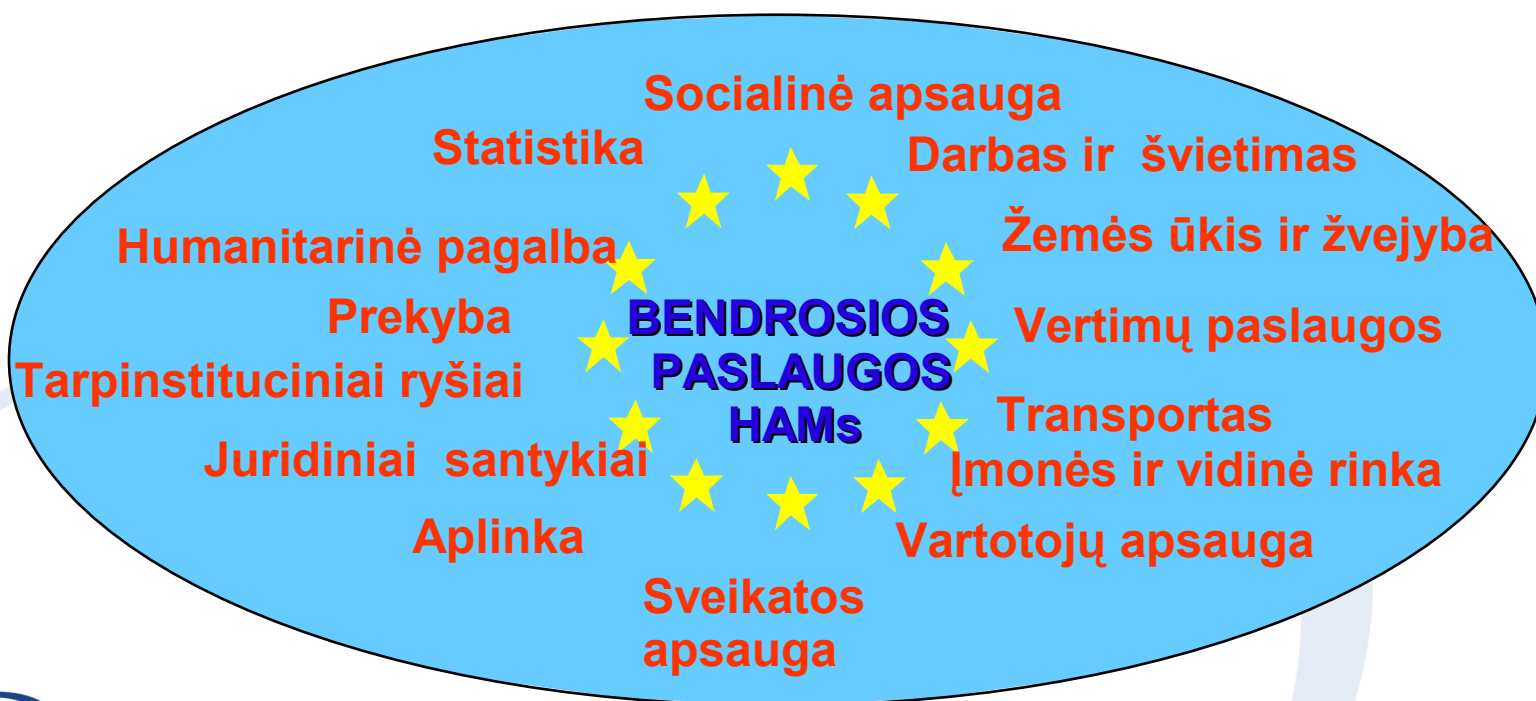 Socialinė apsauga
Statistika
Darbas ir švietimas
Humanitarinė pagalba
Žemės ūkis ir žvejyba
Prekyba
BENDROSIOS
PASLAUGOS
HAMs
Vertimų paslaugos
Tarpinstituciniai ryšiai
Transportas
Juridiniai santykiai
Įmonės ir vidinė rinka
Aplinka
Vartotojų apsauga
Sveikatos
apsauga